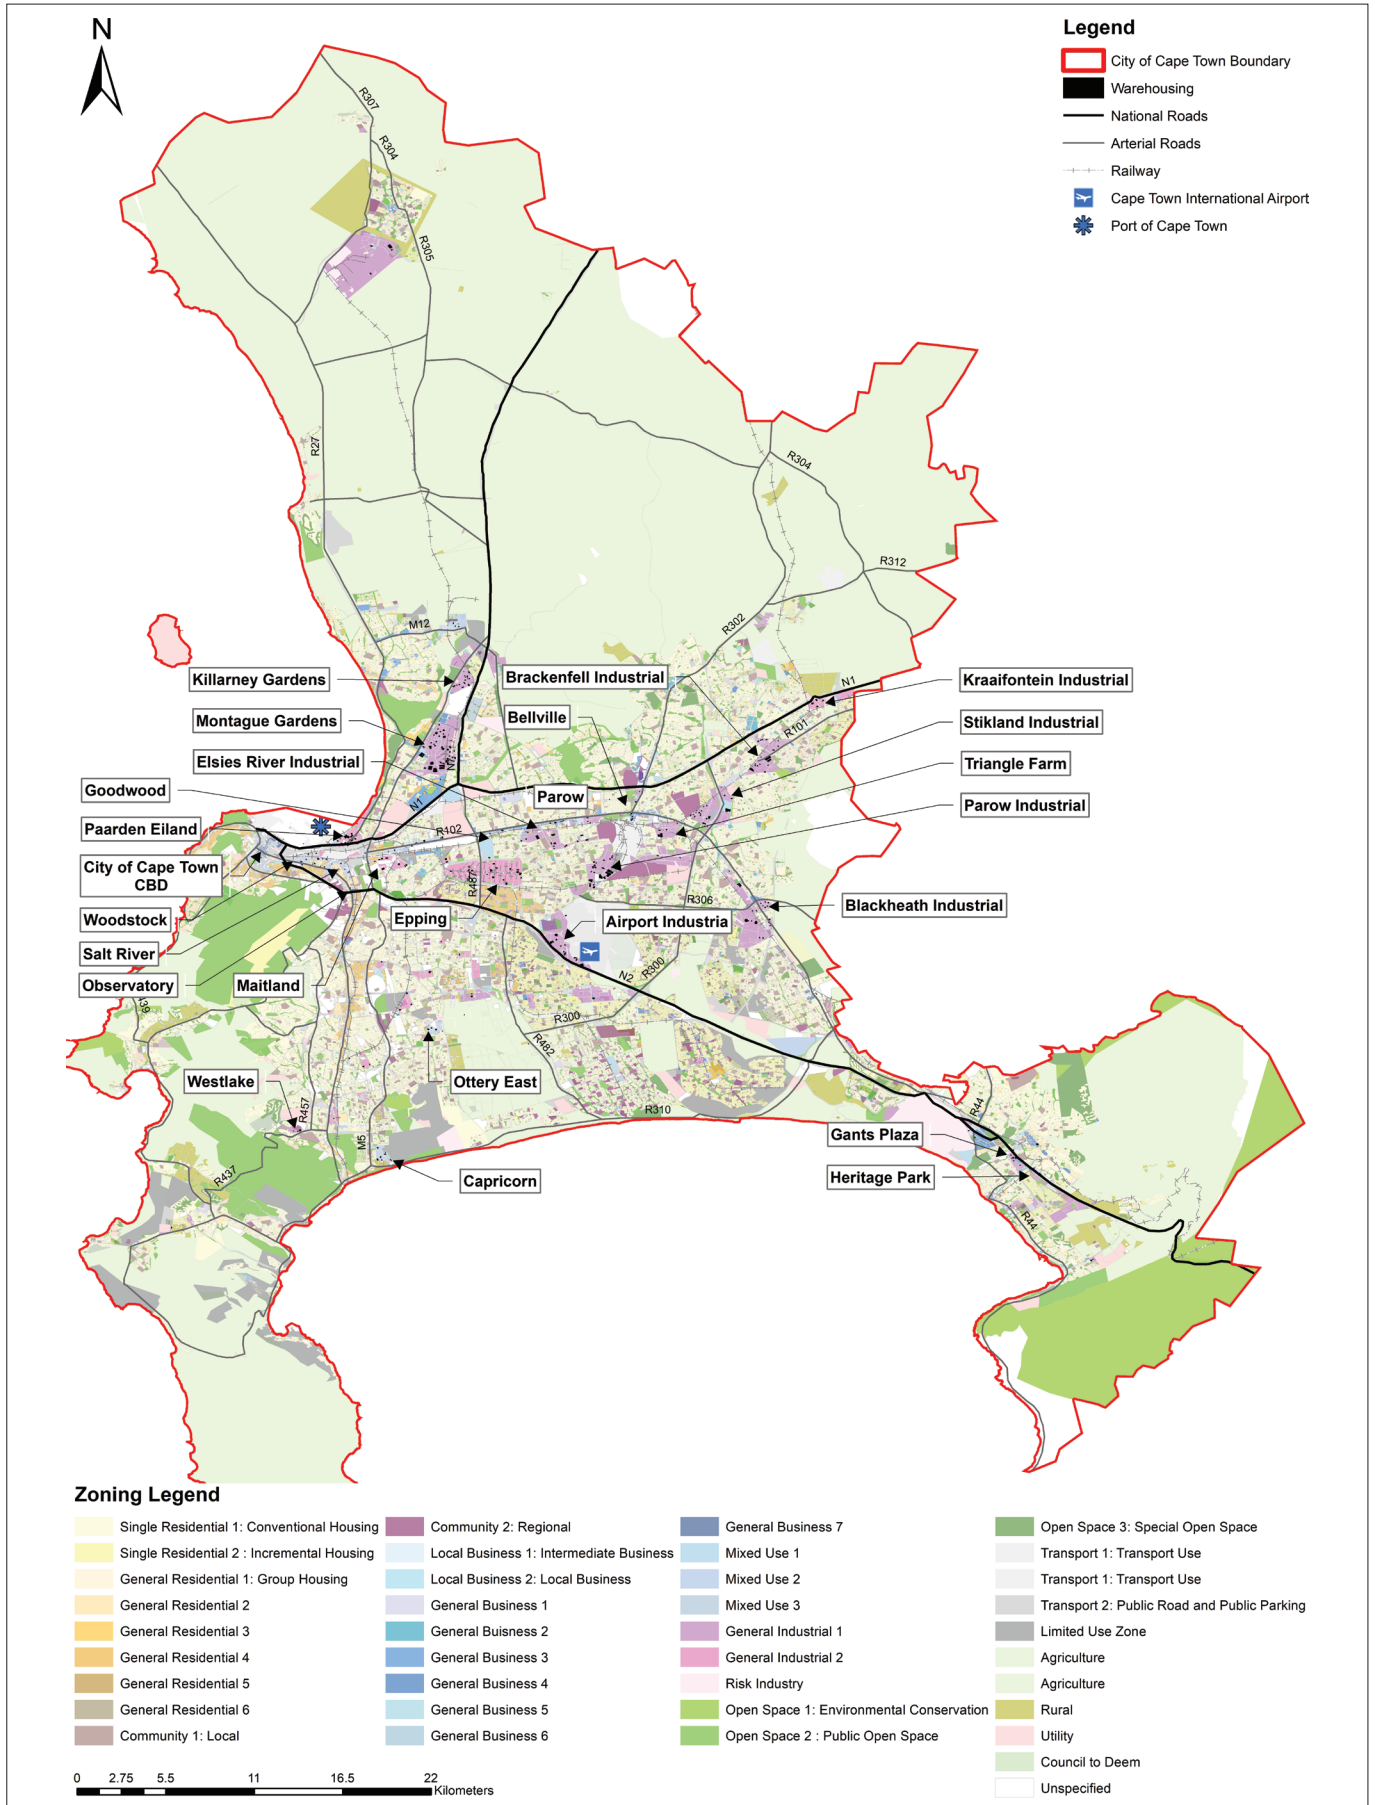 N
Legend
City of Cape Town Boundary
Warehousing
National Roads
Arterial Roads
Railway
Cape Town International Airport
Port of Cape Town
R307
R304
R305
R27
R304
R312
R302
M12
Killarney Gardens
Brackenfell Industrial
N1
Kraaifontein Industrial
Montague Gardens
Bellville
R101
Stikland Industrial
Elsies River Industrial
N7
Triangle Farm
Goodwood
N1
Parow
Parow Industrial
Paarden Eiland
R102
City of Cape Town
CBD
R487
R306
Blackheath Industrial
Woodstock
Epping
Airport Industria
Salt River
N2
R300
Observatory
Maitland
R300
R482
Westlake
Ottery East
R457
R310
R44
M5
Gants Plaza
R437
Capricorn
Heritage Park
R44
Zoning Legend
Single Residential 1: Conventional Housing
Single Residential 2 : Incremental Housing
General Residential 1: Group Housing
General Residential 2
General Residential 3
General Residential 4
General Residential 5
General Residential 6
Community 1: Local
Community 2: Regional
Local Business 1: Intermediate Business
Local Business 2: Local Business
General Business 1
General Buisness 2
General Business 3
General Business 4
General Business 5
General Business 6
General Business 7
Mixed Use 1
Mixed Use 2
Mixed Use 3
General Industrial 1
General Industrial 2
Risk Industry
Open Space 1: Environmental Conservation
Open Space 2 : Public Open Space
Open Space 3: Special Open Space
Transport 1: Transport Use
Transport 1: Transport Use
Transport 2: Public Road and Public Parking
Limited Use Zone
Agriculture
Agriculture
Rural
Utility
Council to Deem
Unspecified
0 2.75 5.5 11 16.5 22
Kilometers